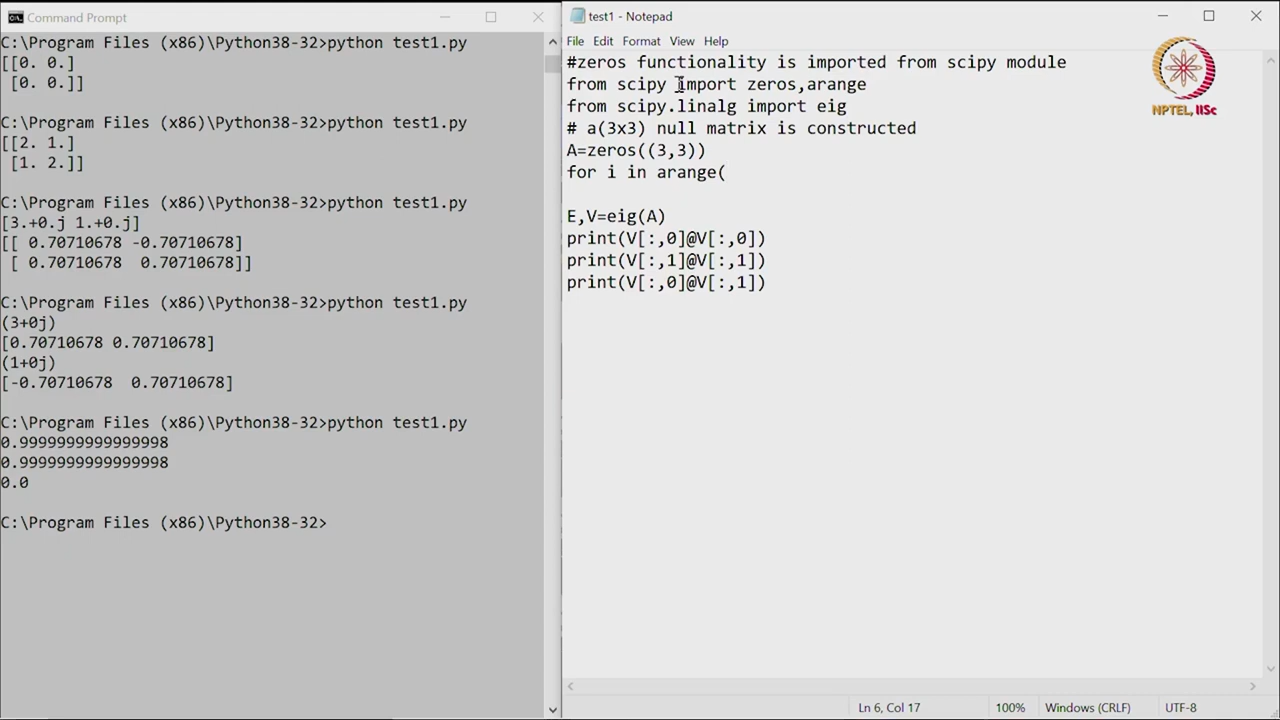 Command Prompt
C:\Program Files (x86)\Python38-32>python test1.py
[[0. 0.]
[0. 0.]]
C:\Program Files (x86)\Python38-32>python test1.py
[[2. 1.]
[1. 2.]]
C:\Program Files (x86)\Python38-32>python test1.py
[3.+0.j 1.+0.j]
[[ 0.70710678 -0.70710678]
[ 0.70710678  0.70710678]]
C:\Program Files (x86)\Python38-32>python test1.py
(3+0j)
[0.70710678 0.70710678]
(1+0j)
[-0.70710678  0.70710678]
C:\Program Files (x86)\Python38-32>python test1.py
0.9999999999999998
0.9999999999999998
0.0
C:\Program Files (x86)\Python38-32>
test1 - Notepad
File Edit Format View Help
#zeros functionality is imported from scipy module
from scipy import zeros,arange
from scipy.linalg import eig
# a(3x3) null matrix is constructed
A=zeros((3,3))
for i in arange(
E,V=eig(A)
print(V[:,0]@V[:,0])
print(V[:,1]@V[:,1])
print(V[:,0]@V[:,1])
NPTEL, IISc
Ln 6, Col 17 100% Windows (CRLF) UTF-8